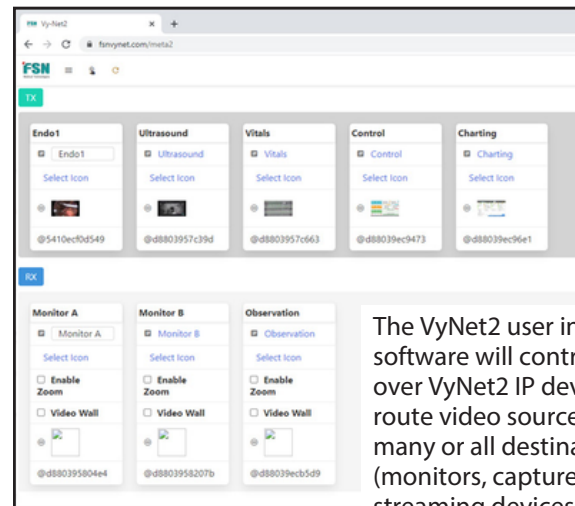 Vy-Net2
fsnvynet.com/meta2
FSN
TX
Endo1 Ultrasound Vitals Control Charting
Endo1 Ultrasound Vitals Control Charting
Select Icon Select Icon Select Icon Select Icon Select Icon
@5410ecf0d549 @d8803957c39d @d8803957c663 @d88039ec9473 @d88039ec96e1
RX
Monitor A Monitor B Observation
Monitor A Monitor B Observation
Select Icon Select Icon Select Icon
Enable Zoom Enable Zoom Enable Zoom
Video Wall Video Wall Video Wall
@d880395804e4 @d8803958207b @d88039ecb5d9
The VyNet2 user in
software will contr
over VyNet2 IP dev
route video source
many or all destina
(monitors, capture
streaming devices